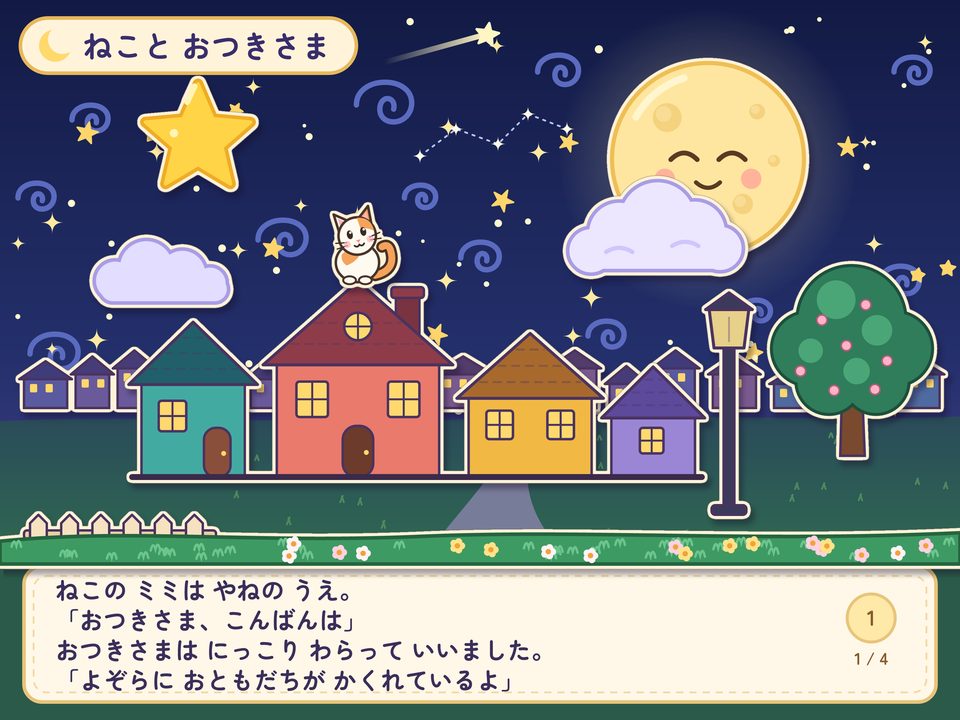 ねこと おつきさま
ねこの ミミは やねの うえ。
「おつきさま、こんばんは」
おつきさまは にっこり わらって いいました。
「よぞらに おともだちが かくれているよ」
1
1 / 4